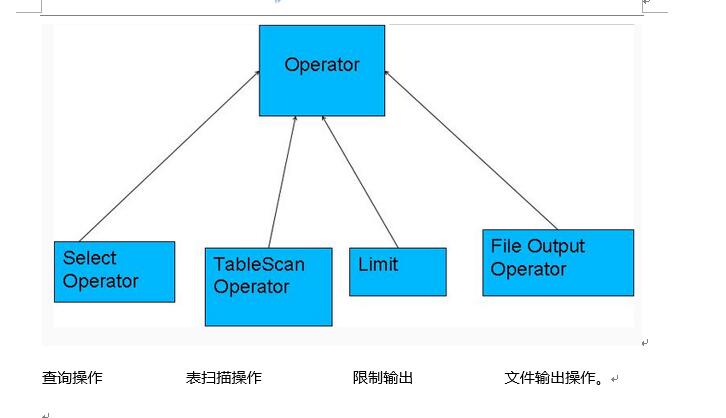 Operator
Select
Operator
TableScan
Operator
Limit
File Output
Operator
查询操作 表扫描操作 限制输出 文件输出操作。